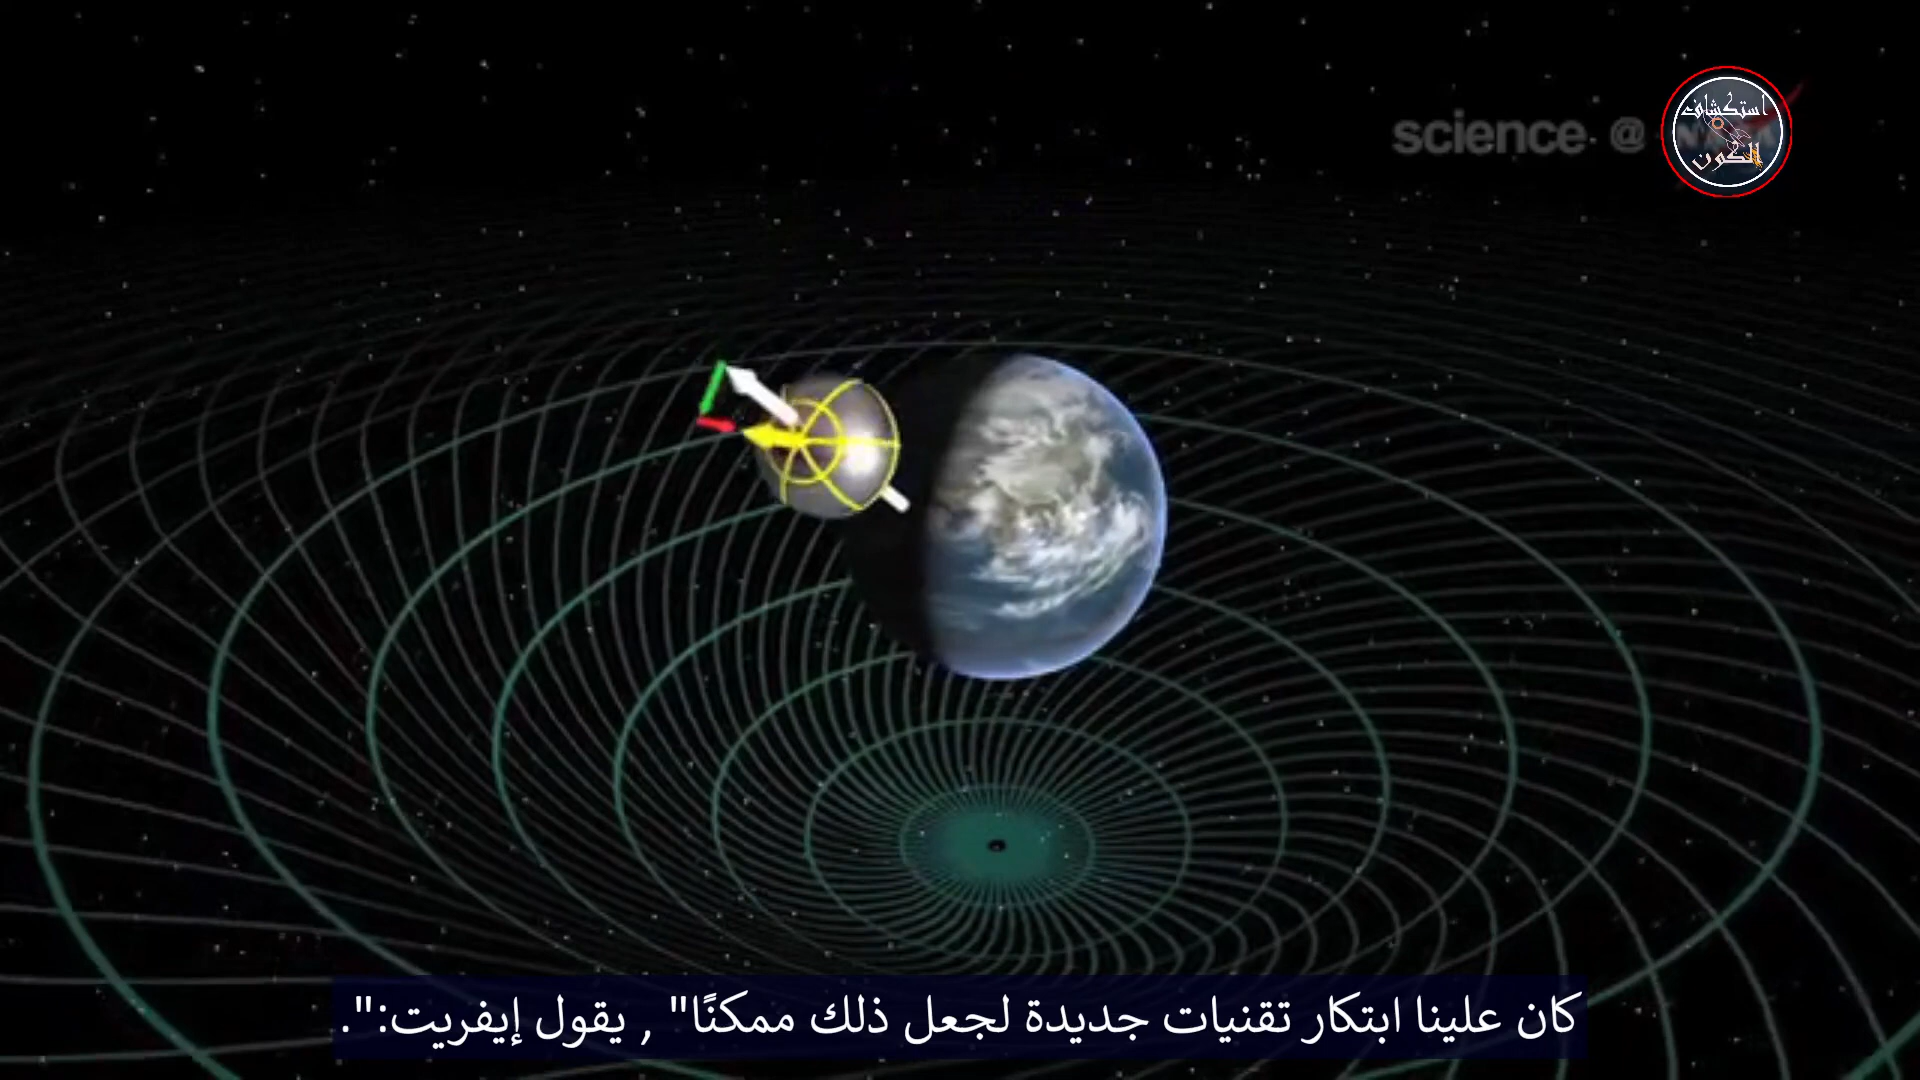 science @
استكشاف
الكون
كان علينا ابتكار تقنيات جديدة لجعل ذلك ممكنًا" , يقول إيفريت:".